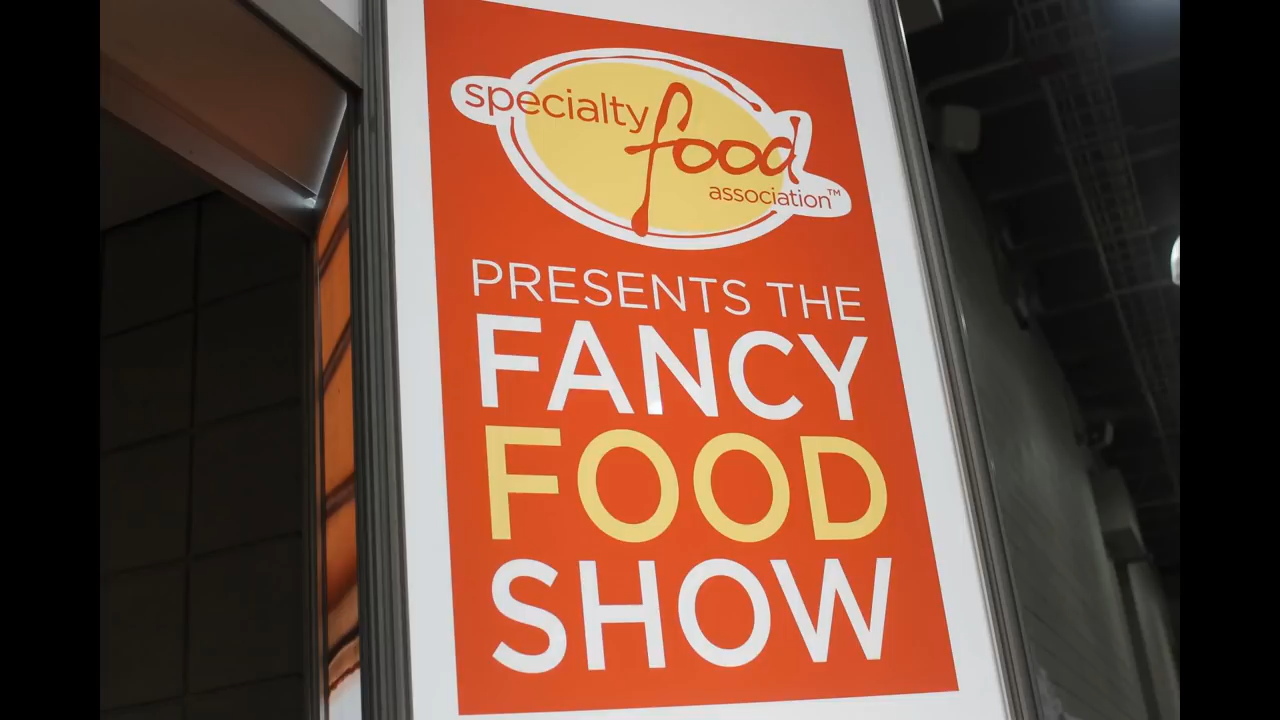 specialty
food
association™
PRESENTS THE
FANCY
FOOD
SHOW